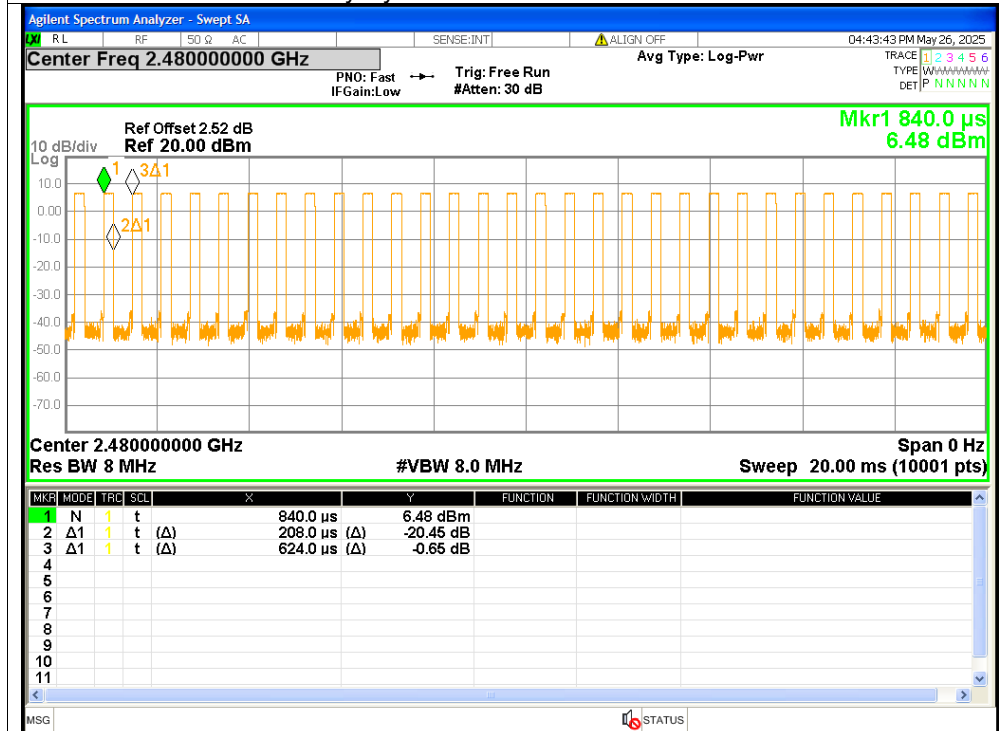 Agilent Spectrum Analyzer - Swept SA
LXI RL RF 50 Ω AC SENSE:INT ALIGN OFF 04:43:43 PM May 26, 2025
Center Freq 2.480000000 GHz
PNO: Fast Trig: Free Run Avg Type: Log-Pwr TRACE 1 2 3 4 5 6
IFGain:Low #Atten: 30 dB TYPE W
DET P N N N N N
Mkr1 840.0 µs
6.48 dBm
Ref Offset 2.52 dB
10 dB/div Ref 20.00 dBm
Log
10.0
0.00
-10.0
-20.0
-30.0
-40.0
-50.0
-60.0
-70.0
1
3Δ1
2Δ1
Center 2.480000000 GHz Span 0 Hz
Res BW 8 MHz #VBW 8.0 MHz Sweep 20.00 ms (10001 pts)
MKR MODE TRC SCL X Y FUNCTION FUNCTION WIDTH FUNCTION VALUE
1 N 1 t 840.0 µs 6.48 dBm
2 Δ1 1 t (Δ) 208.0 µs (Δ) -20.45 dB
3 Δ1 1 t (Δ) 624.0 µs (Δ) -0.65 dB
4
5
6
7
8
9
10
11
MSG STATUS